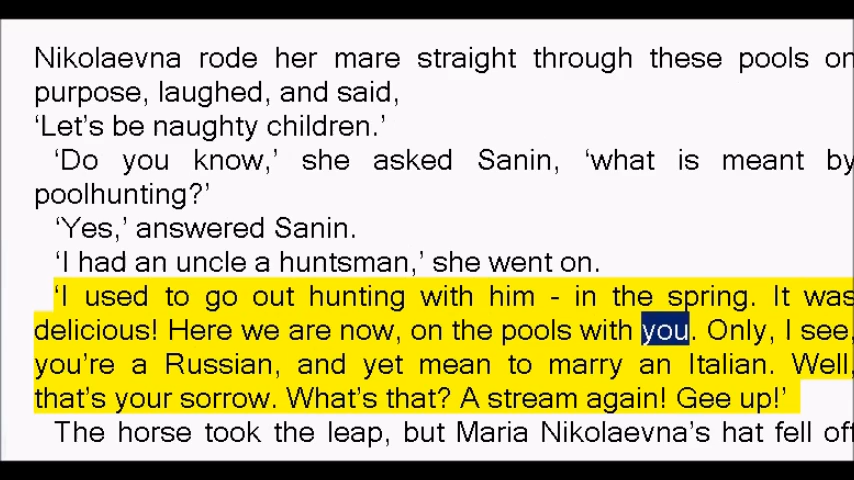 Nikolaevna rode her mare straight through these pools on
purpose, laughed, and said,
‘Let’s be naughty children.’
‘Do you know,’ she asked Sanin, ‘what is meant by
poolhunting?’
‘Yes,’ answered Sanin.
‘I had an uncle a huntsman,’ she went on.
‘I used to go out hunting with him - in the spring. It was
delicious! Here we are now, on the pools with you. Only, I see,
you’re a Russian, and yet mean to marry an Italian. Well,
that’s your sorrow. What’s that? A stream again! Gee up!’
The horse took the leap, but Maria Nikolaevna’s hat fell off